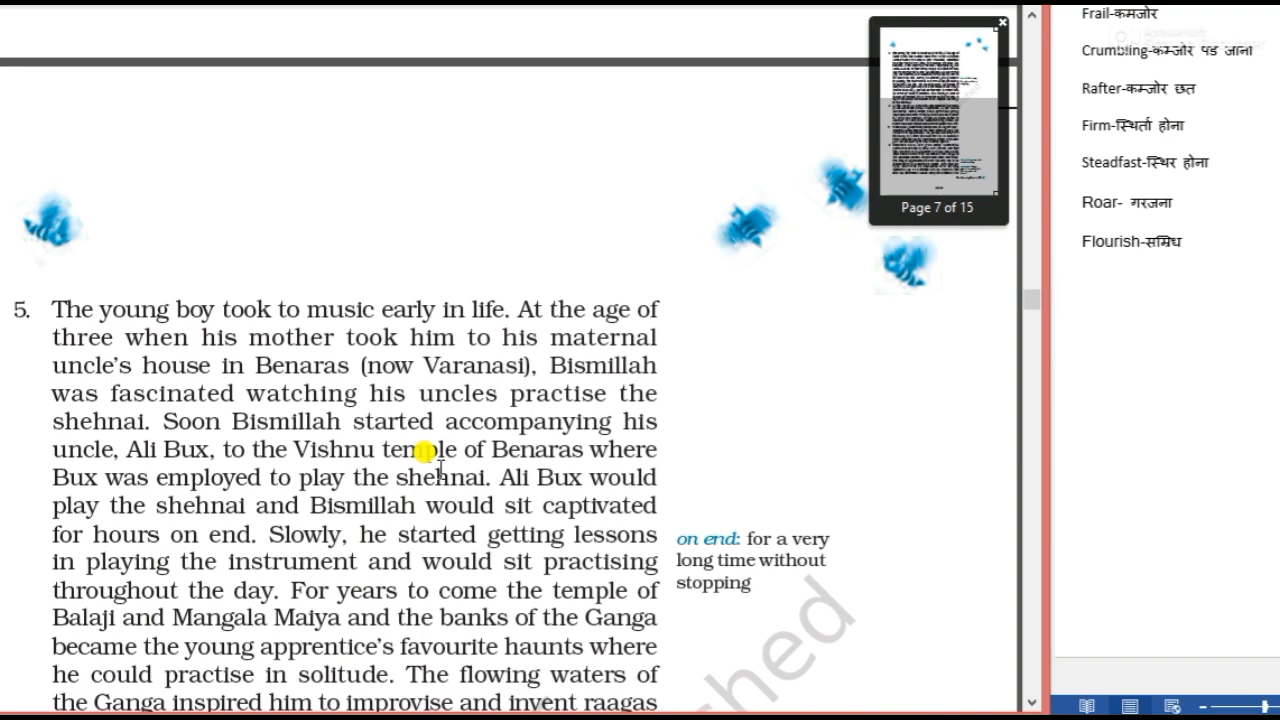 5. The young boy took to music early in life. At the age of
three when his mother took him to his maternal
uncle's house in Benaras (now Varanasi), Bismillah
was fascinated watching his uncles practise the
shehnai. Soon Bismillah started accompanying his
uncle, Ali Bux, to the Vishnu temple of Benaras where
Bux was employed to play the shehnai. Ali Bux would
play the shehnai and Bismillah would sit captivated
for hours on end. Slowly, he started getting lessons
in playing the instrument and would sit practising
throughout the day. For years to come the temple of
Balaji and Mangala Maiya and the banks of the Ganga
became the young apprentice's favourite haunts where
he could practise in solitude. The flowing waters of
the Ganga inspired him to improvise and invent raagas
on end: for a very
long time without
stopping
shed
Page 7 of 15
Frail-कमजोर
Crumbling-कमजोर पड जाना
Rafter-कमजोर छत
Firm-स्थिर्ता होना
Steadfast-स्थिर होना
Roar- गरजना
Flourish-समिध